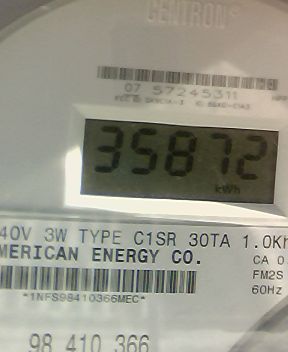 CENTRON®
07 57245311
35872
kWh
40V 3W TYPE C1SR 30TA 1.0Kh
MERICAN ENERGY CO.
CA 0
FM2S
60Hz
*1NFS98410366MEC*
98 410 366